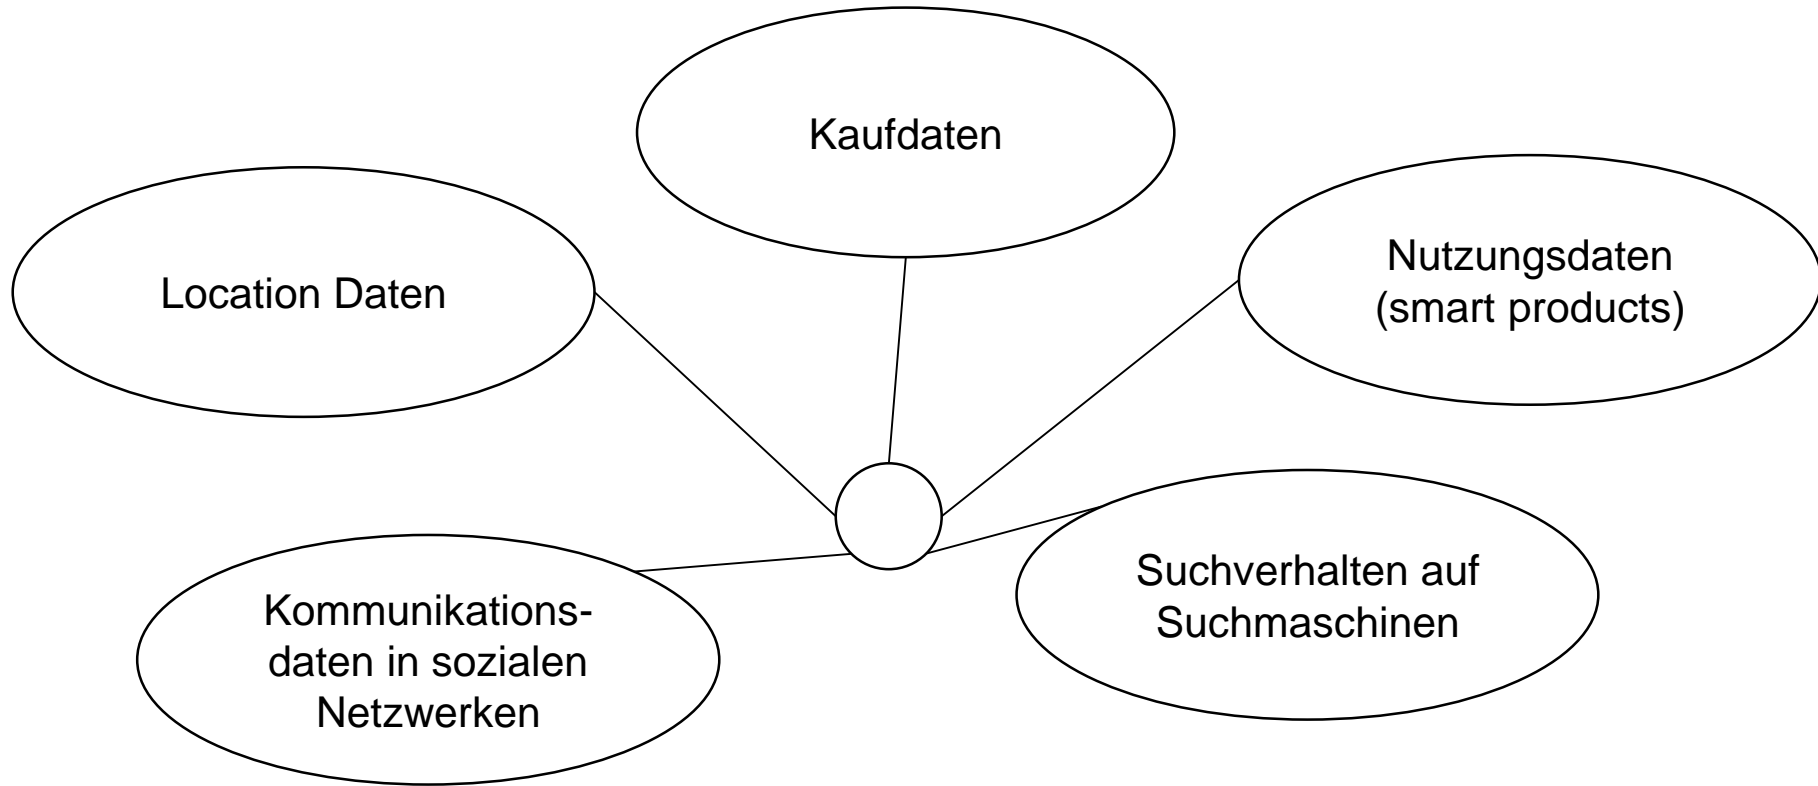 Kaufdaten
Location Daten
Nutzungsdaten
(smart products)
Suchverhalten auf
Suchmaschinen
Kommunikations-
daten in sozialen
Netzwerken